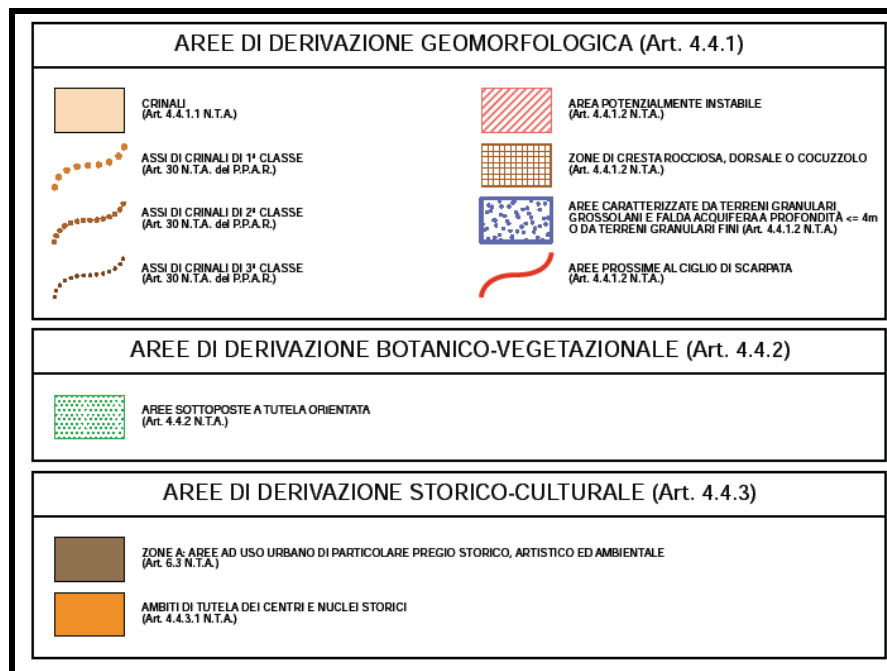 AREE DI DERIVAZIONE GEOMORFOLOGICA (Art. 4.4.1)
CRINALI
(Art. 4.4.1.1 N.T.A.)
ASSI DI CRINALI DI 1ª CLASSE
(Art. 30 N.T.A. del P.P.A.R.)
ASSI DI CRINALI DI 2ª CLASSE
(Art. 30 N.T.A. del P.P.A.R.)
ASSI DI CRINALI DI 3ª CLASSE
(Art. 30 N.T.A. del P.P.A.R.)
AREA POTENZIALMENTE INSTABILE
(Art. 4.4.1.2 N.T.A.)
ZONE DI CRESTA ROCCIOSA, DORSALE O COCUZZOLO
(Art. 4.4.1.2 N.T.A.)
AREE CARATTERIZZATE DA TERRENI GRANULARI
GROSSOLANI E FALDA ACQUIFERA A PROFONDITÀ <= 4m
O DA TERRENI GRANULARI FINI (Art. 4.4.1.2 N.T.A.)
AREE PROSSIME AL CIGLIO DI SCARPATA
(Art. 4.4.1.2 N.T.A.)
AREE DI DERIVAZIONE BOTANICO-VEGETAZIONALE (Art. 4.4.2)
AREE SOTTOPOSTE A TUTELA ORIENTATA
(Art. 4.4.2 N.T.A.)
AREE DI DERIVAZIONE STORICO-CULTURALE (Art. 4.4.3)
ZONE A: AREE AD USO URBANO DI PARTICOLARE PREGIO STORICO, ARTISTICO ED AMBIENTALE
(Art. 6.3 N.T.A.)
AMBITI DI TUTELA DEI CENTRI E NUCLEI STORICI
(Art. 4.4.3.1 N.T.A.)